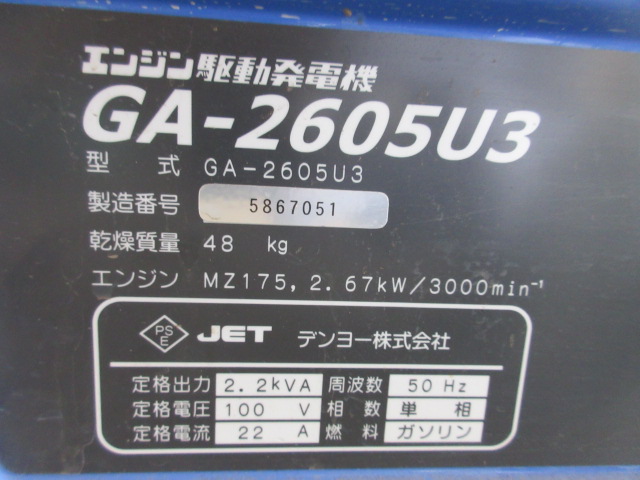 エンジン駆動発電機
GA-2605U3
型 式 GA-2605U3
製造番号 5867051
乾燥質量 48 kg
エンジン MZ175, 2.67kW/3000min⁻¹
PS E JET デンヨー株式会社
定格出力 2.2kVA 周波数 50Hz
定格電圧 100 V 相 数 単 相
定格電流 22 A 燃 料 ガソリン